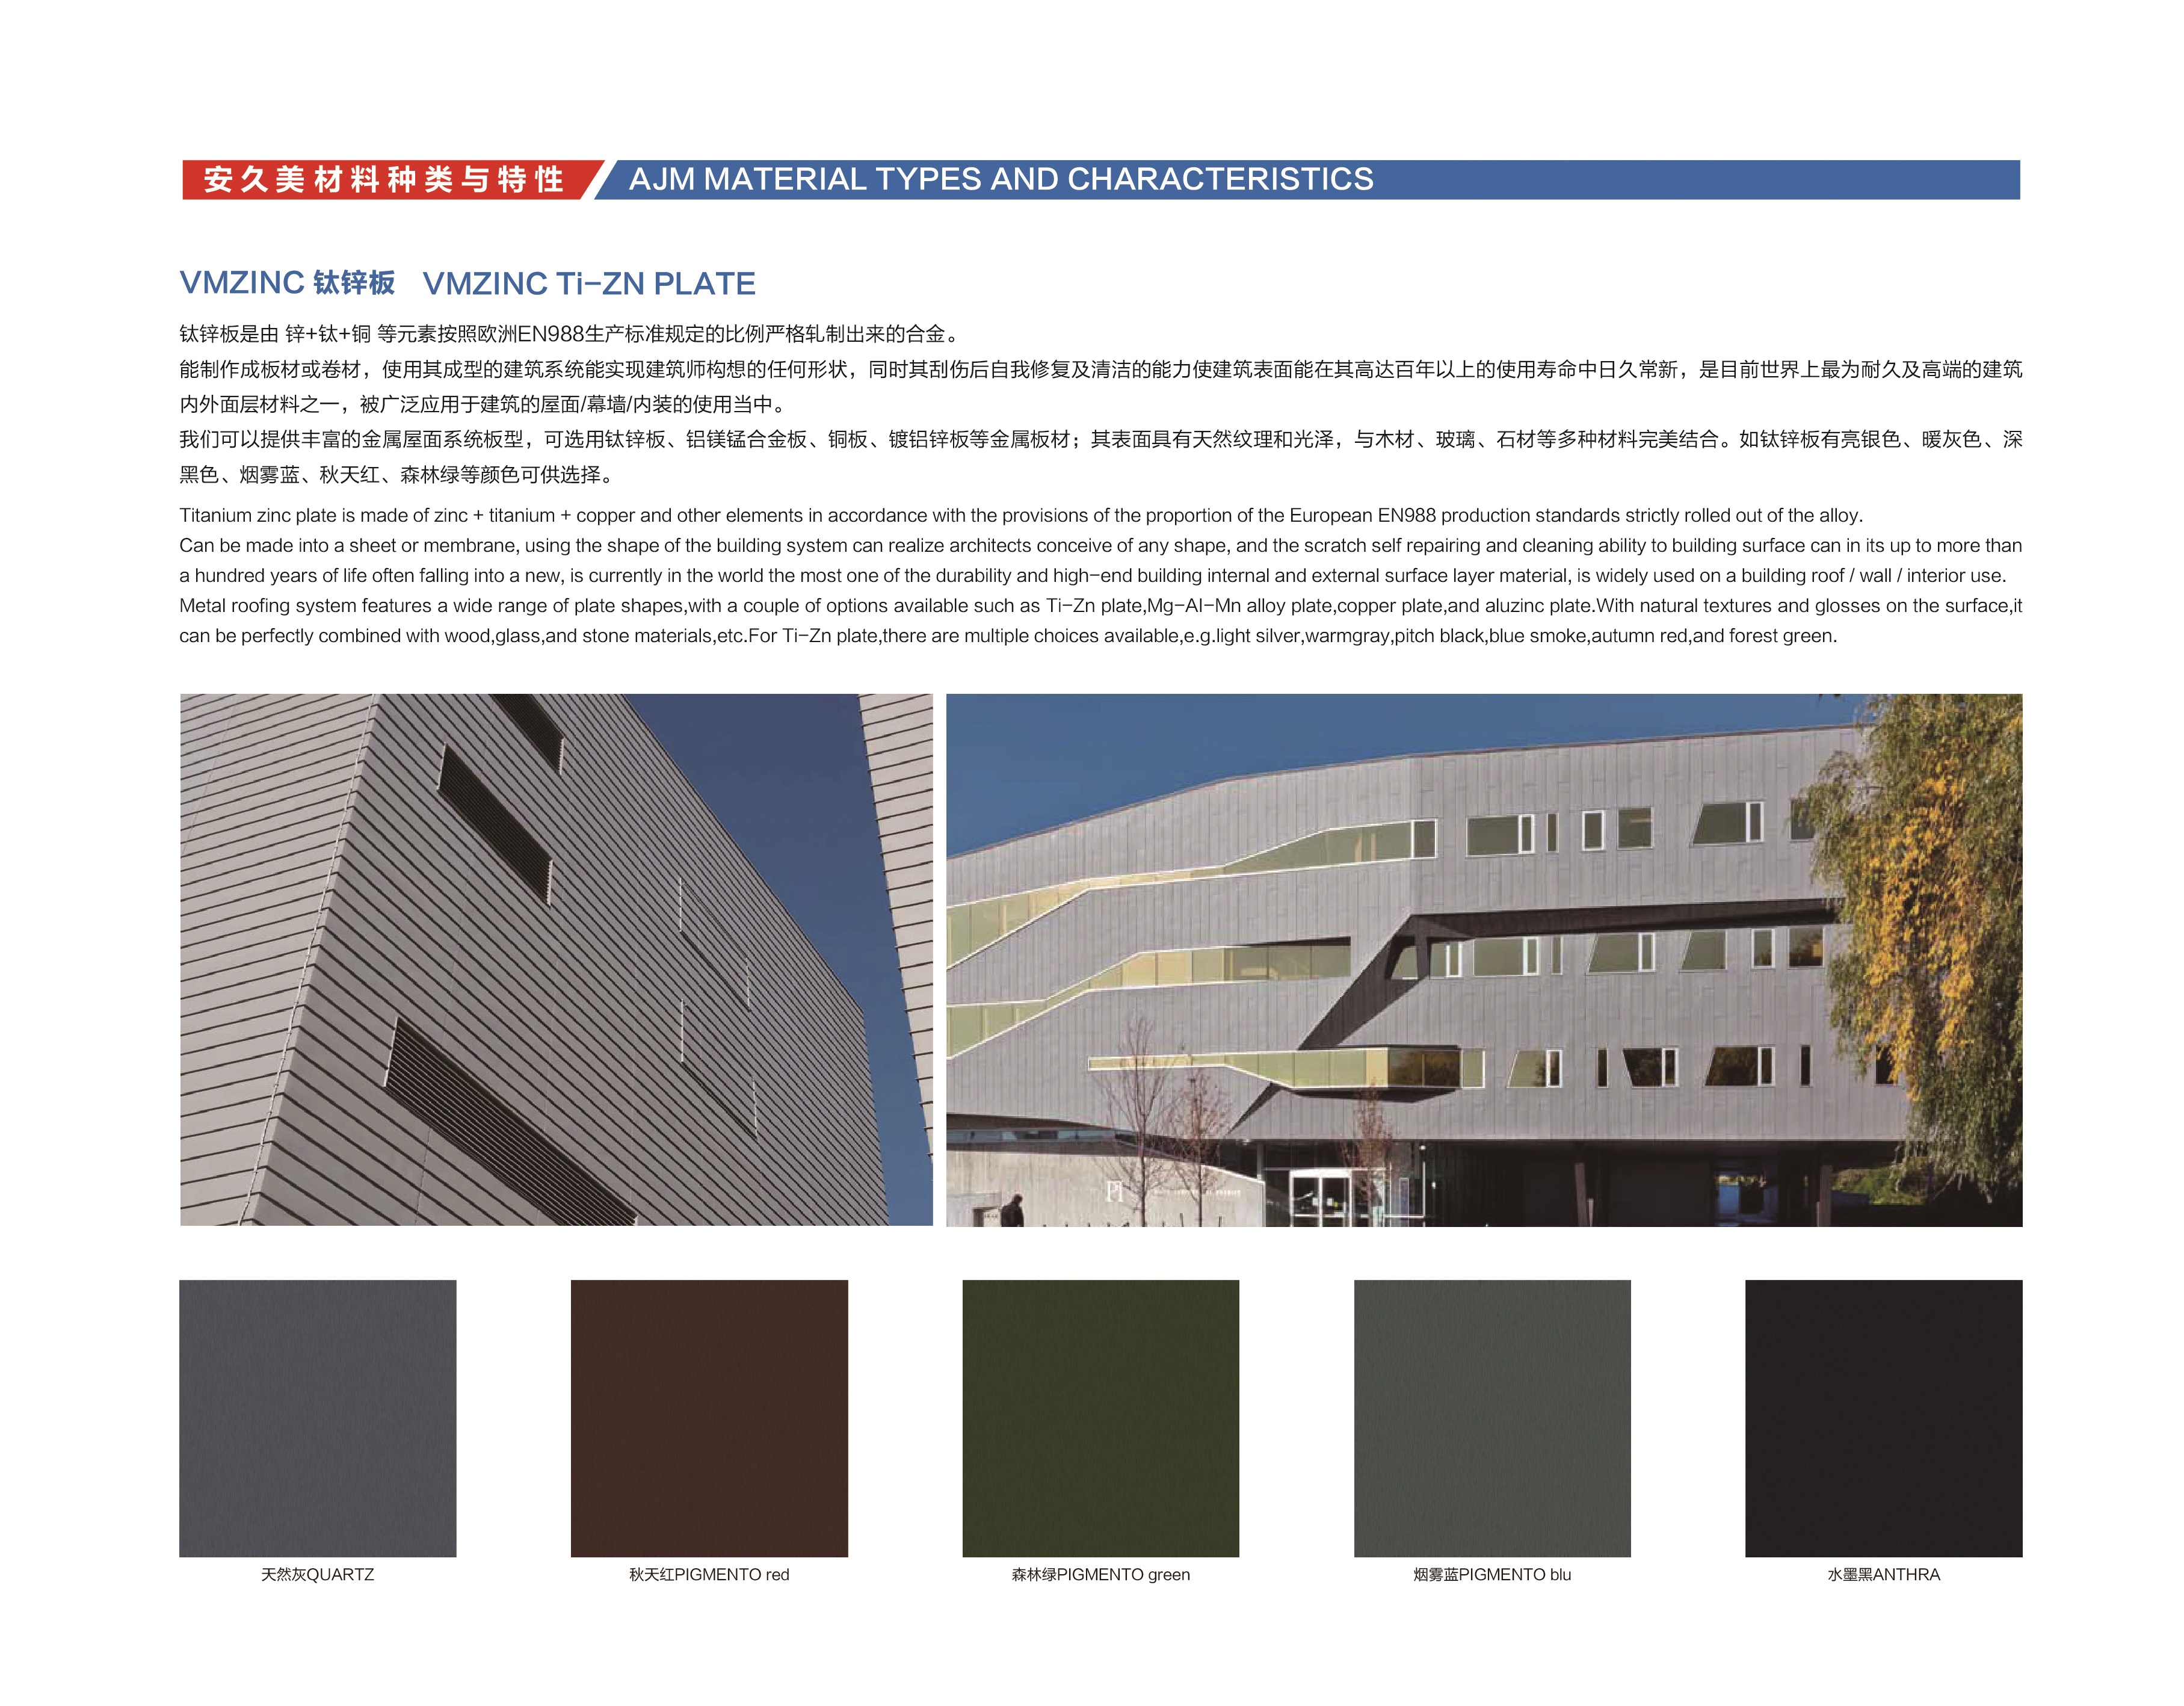 安久美材料种类与特性 AJM MATERIAL TYPES AND CHARACTERISTICS
VMZINC 钛锌板 VMZINC Ti-ZN PLATE
钛锌板是由 锌+钛+铜 等元素按照欧洲EN988生产标准规定的比例严格轧制出来的合金。
能制作成板材或卷材，使用其成型的建筑系统能实现建筑师构想的任何形状，同时其刮伤后自我修复及清洁的能力使建筑表面能在其高达百年以上的使用寿命中日久常新，是目前世界上最为耐久及高端的建筑
内外面层材料之一，被广泛应用于建筑的屋面/幕墙/内装的使用当中。
我们可以提供丰富的金属屋面系统板型，可选用钛锌板、铝镁锰合金板、铜板、镀铝锌板等金属板材；其表面具有天然纹理和光泽，与木材、玻璃、石材等多种材料完美结合。如钛锌板有亮银色、暖灰色、深
黑色、烟雾蓝、秋天红、森林绿等颜色可供选择。
Titanium zinc plate is made of zinc + titanium + copper and other elements in accordance with the provisions of the proportion of the European EN988 production standards strictly rolled out of the alloy.
Can be made into a sheet or membrane, using the shape of the building system can realize architects conceive of any shape, and the scratch self repairing and cleaning ability to building surface can in its up to more than
a hundred years of life often falling into a new, is currently in the world the most one of the durability and high-end building internal and external surface layer material, is widely used on a building roof / wall / interior use.
Metal roofing system features a wide range of plate shapes,with a couple of options available such as Ti-Zn plate,Mg-Al-Mn alloy plate,copper plate,and aluzinc plate.With natural textures and glosses on the surface,it
can be perfectly combined with wood,glass,and stone materials,etc.For Ti-Zn plate,there are multiple choices available,e.g.light silver,warmgray,pitch black,blue smoke,autumn red,and forest green.
PI
天然灰QUARTZ
秋天红PIGMENTO red
森林绿PIGMENTO green
烟雾蓝PIGMENTO blu
水墨黑ANTHRA